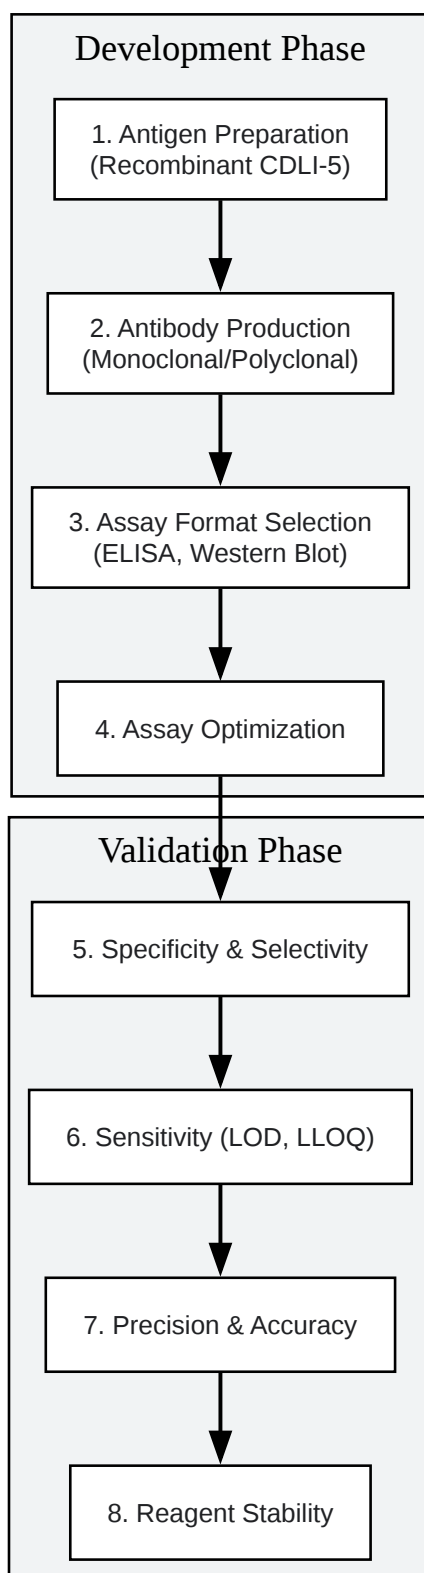 Development Phase
1. Antigen Preparation
(Recombinant CDLI-5)
2. Antibody Production
(Monoclonal/Polyclonal)
3. Assay Format Selection
(ELISA, Western Blot)
4. Assay Optimization
Validation Phase
5. Specificity & Selectivity
6. Sensitivity (LOD, LLOQ)
7. Precision & Accuracy
8. Reagent Stability